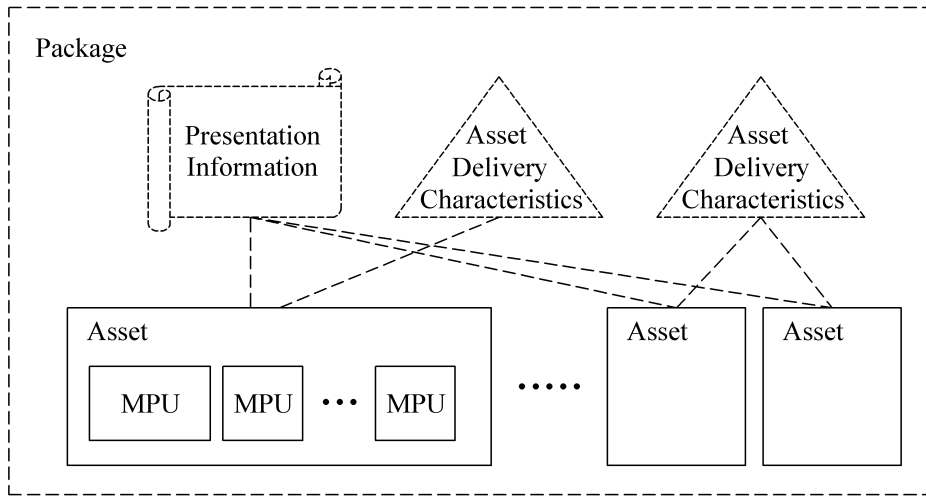 Package
Presentation
Information
Asset
Delivery
Characteristics
Asset
Delivery
Characteristics
Asset
MPU
MPU
MPU
Asset
Asset